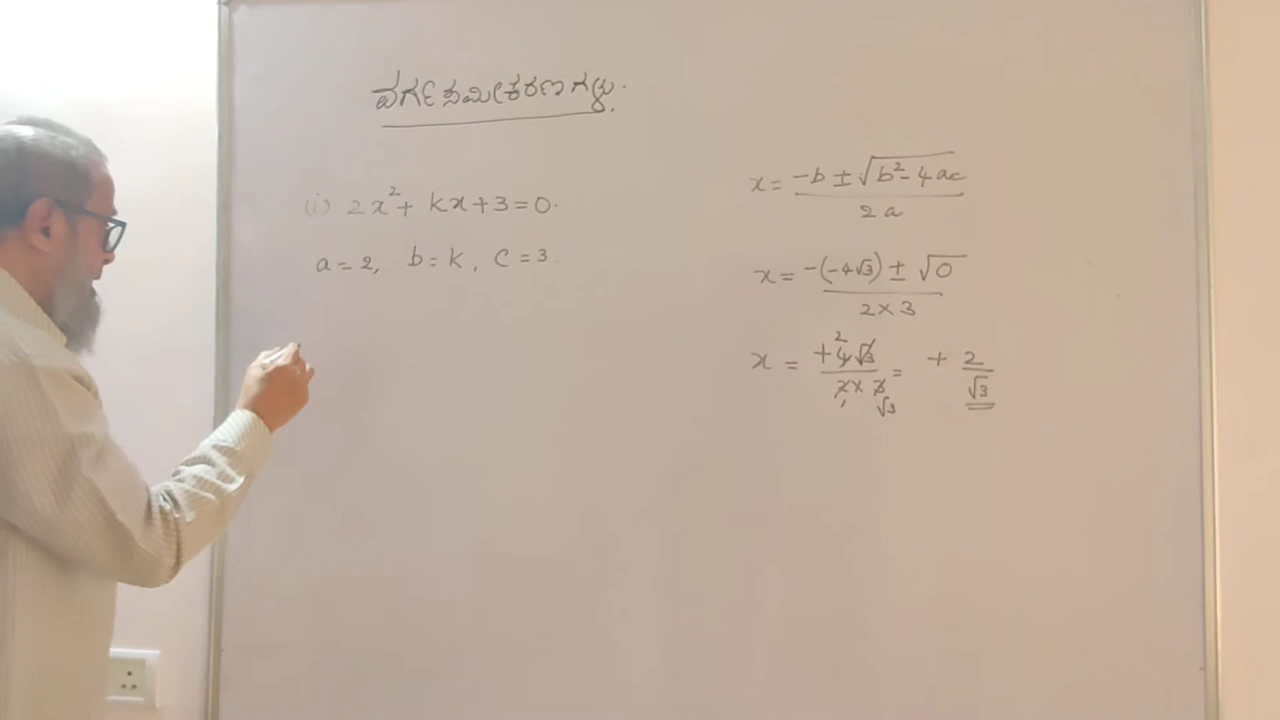 ವರ್ಗ ಸಮೀಕರಣಗಳು.
(i) 2x² + kx + 3 = 0.
a = 2, b = k, c = 3.
x = (-b ± √(b² - 4ac)) / 2a
x = (-(-4√3) ± √0) / (2 × 3)
x = (+4√3) / (2 × 3) = + 2/√3